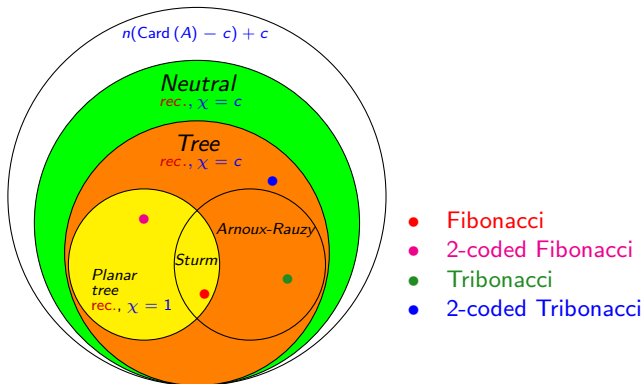 n(Card (A) − c) + c
Neutral
rec., χ = c
Tree
rec., χ = c
Arnoux-Rauzy
Sturm
Planar
tree
rec., χ = 1
Fibonacci
2-coded Fibonacci
Tribonacci
2-coded Tribonacci